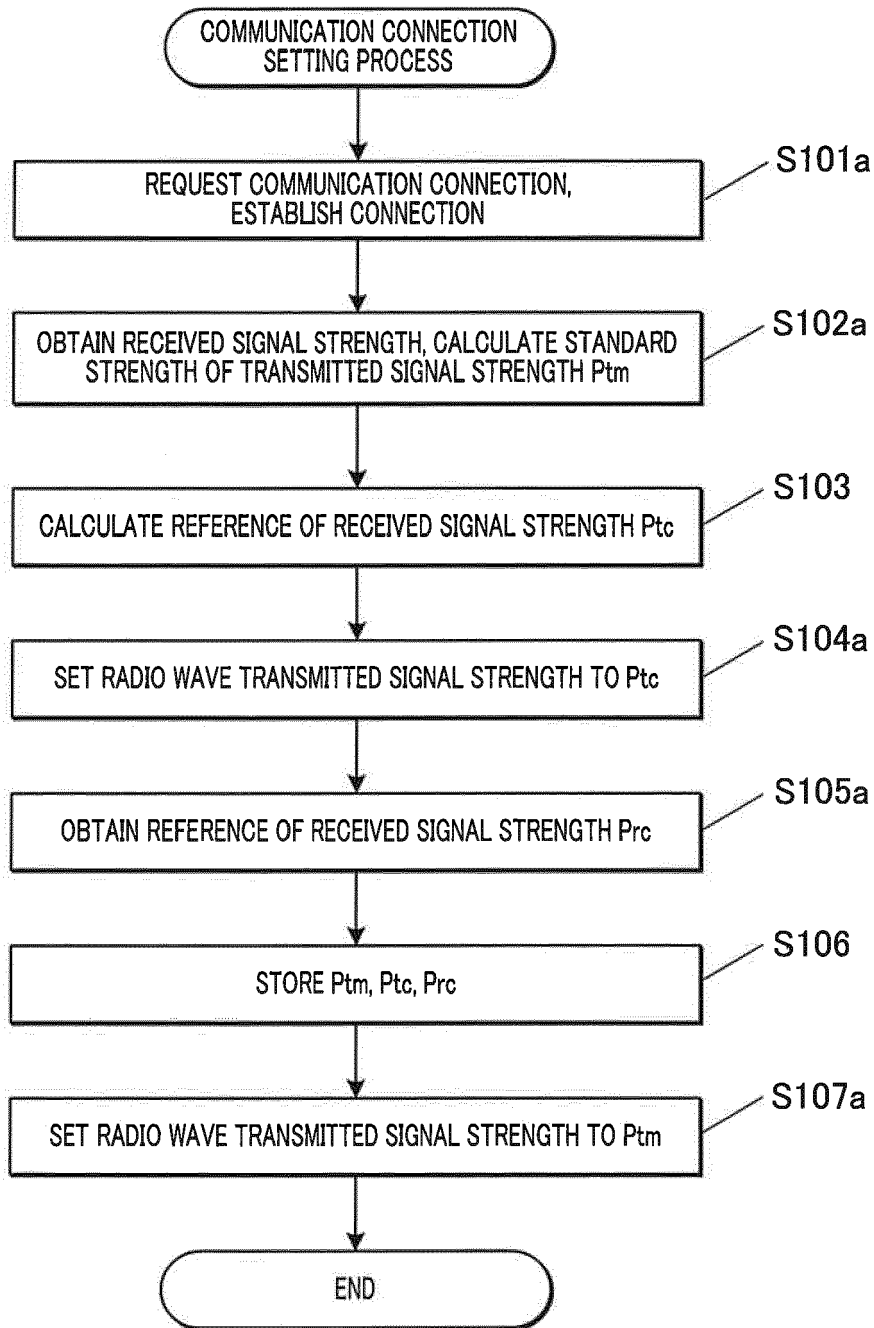 COMMUNICATION CONNECTION
SETTING PROCESS
S101a
REQUEST COMMUNICATION CONNECTION,
ESTABLISH CONNECTION
S102a
OBTAIN RECEIVED SIGNAL STRENGTH, CALCULATE STANDARD
STRENGTH OF TRANSMITTED SIGNAL STRENGTH Ptm
S103
CALCULATE REFERENCE OF RECEIVED SIGNAL STRENGTH Ptc
S104a
SET RADIO WAVE TRANSMITTED SIGNAL STRENGTH TO Ptc
S105a
OBTAIN REFERENCE OF RECEIVED SIGNAL STRENGTH Prc
S106
STORE Ptm, Ptc, Prc
S107a
SET RADIO WAVE TRANSMITTED SIGNAL STRENGTH TO Ptm
END